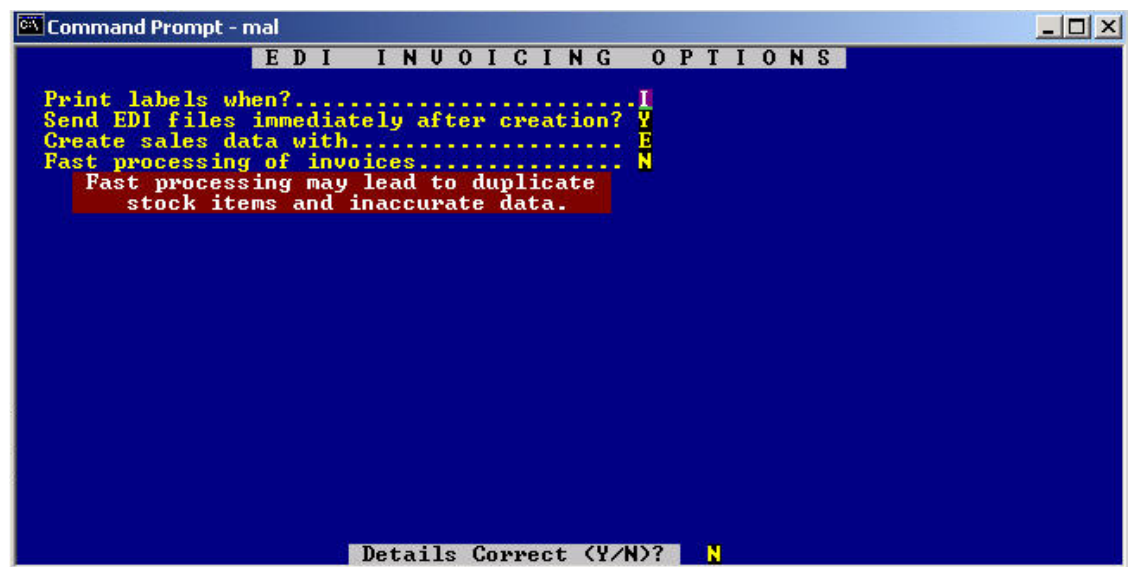 Command Prompt - mal
E D I   I N V O I C I N G   O P T I O N S
Print labels when?.........................I
Send EDI files immediately after creation? Y
Create sales data with.................... E
Fast processing of invoices............... N
Fast processing may lead to duplicate
stock items and inaccurate data.
Details Correct (Y/N)? N